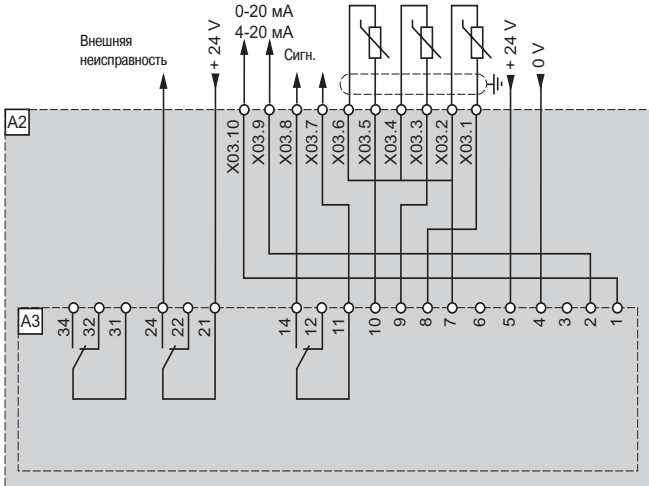 0-20 мА
4-20 мА
Внешняя
неисправность
+ 24 V
Сигн.
+ 24 V
0 V
A2
X03.10
X03.9
X03.8
X03.7
X03.6
X03.5
X03.4
X03.3
X03.2
X03.1
A3
34
32
31
24
22
21
14
12
11
10
9
8
7
6
5
4
3
2
1